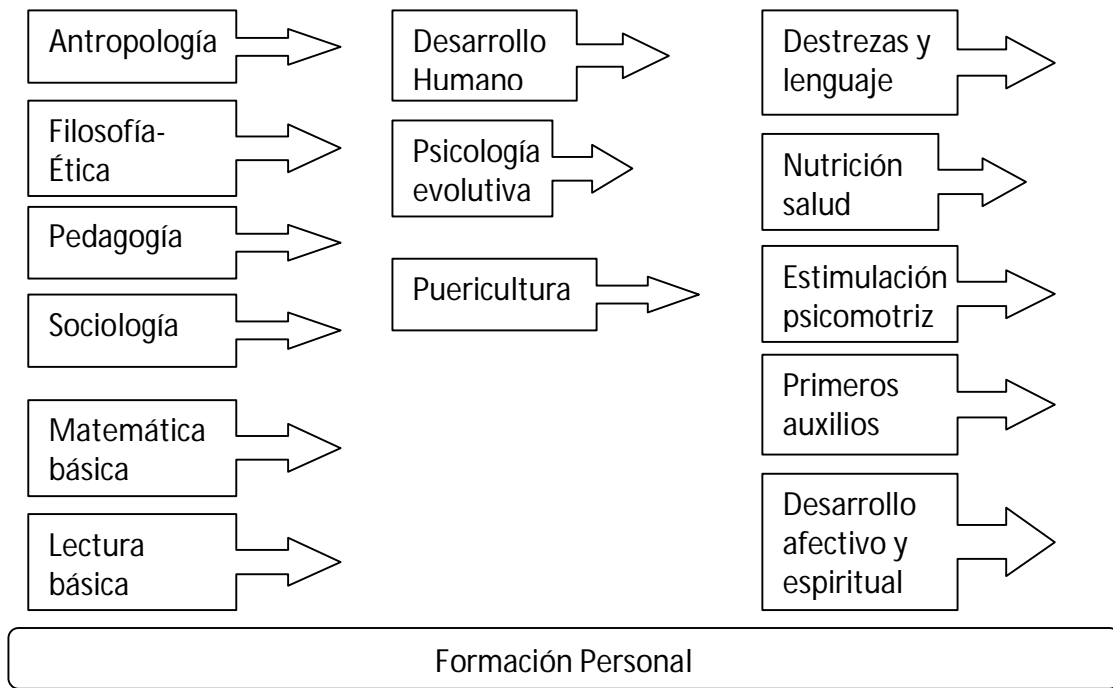 Antropología
Filosofía-
Ética
Pedagogía
Sociología
Matemática
básica
Lectura
básica
Desarrollo
Humano
Psicología
evolutiva
Puericultura
Destrezas y
lenguaje
Nutrición
salud
Estimulación
psicomotriz
Primeros
auxilios
Desarrollo
afectivo y
espiritual
Formación Personal